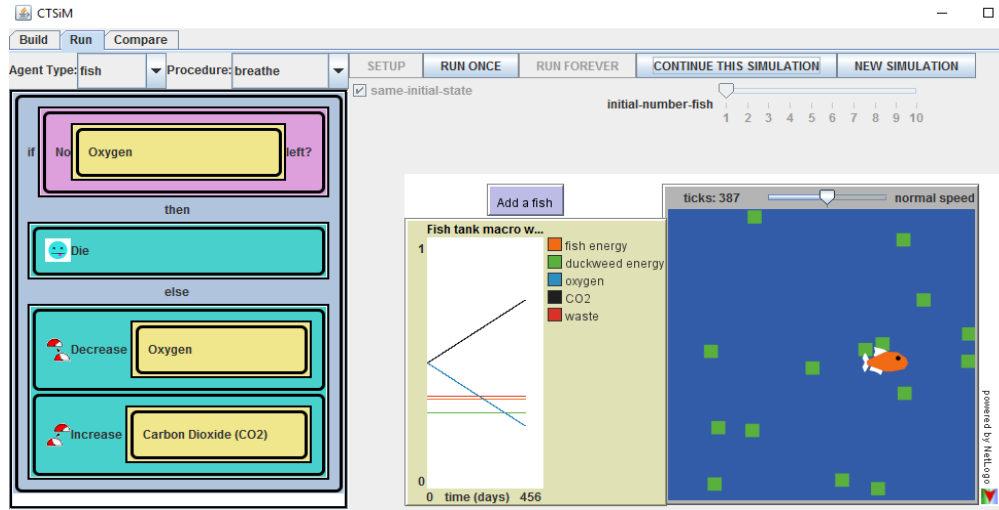 CTSiM
Build Run Compare
Agent Type: fish Procedure: breathe SETUP RUN ONCE RUN FOREVER CONTINUE THIS SIMULATION NEW SIMULATION
same-initial-state
initial-number-fish
1 2 3 4 5 6 7 8 9 10
if No Oxygen left?
then
Die
else
Decrease Oxygen
Increase Carbon Dioxide (CO2)
Add a fish
Fish tank macro w...
1
fish energy
duckweed energy
oxygen
CO2
waste
0
0 time (days) 456
ticks: 387 normal speed
powered by NetLogo